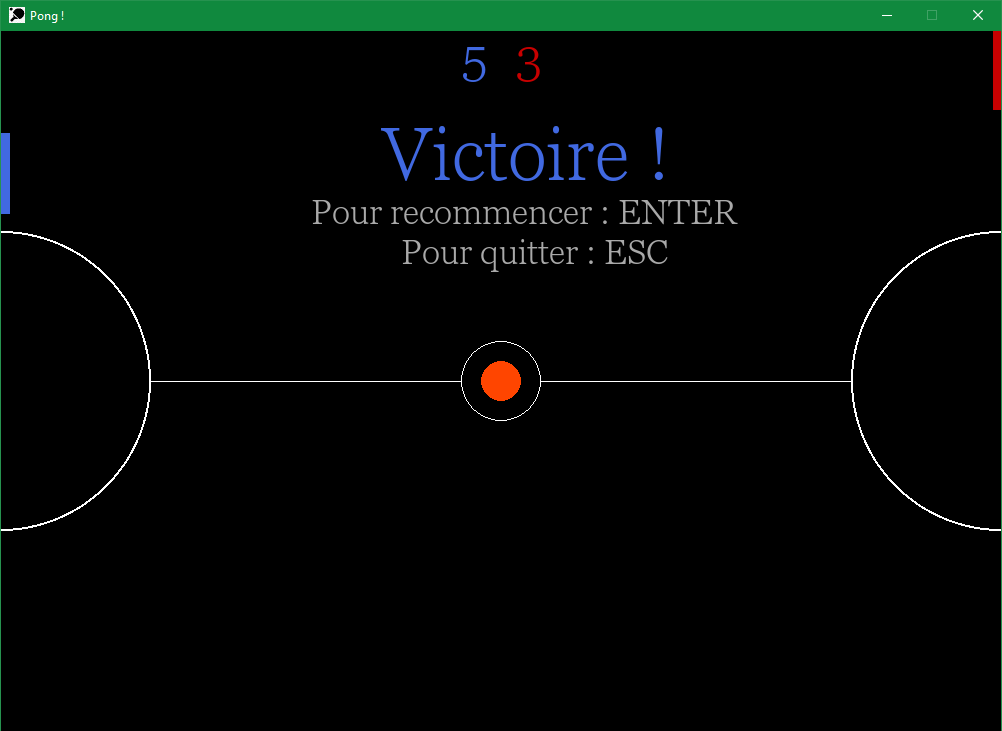 Pong !
5 3
Victoire !
Pour recommencer : ENTER
Pour quitter : ESC